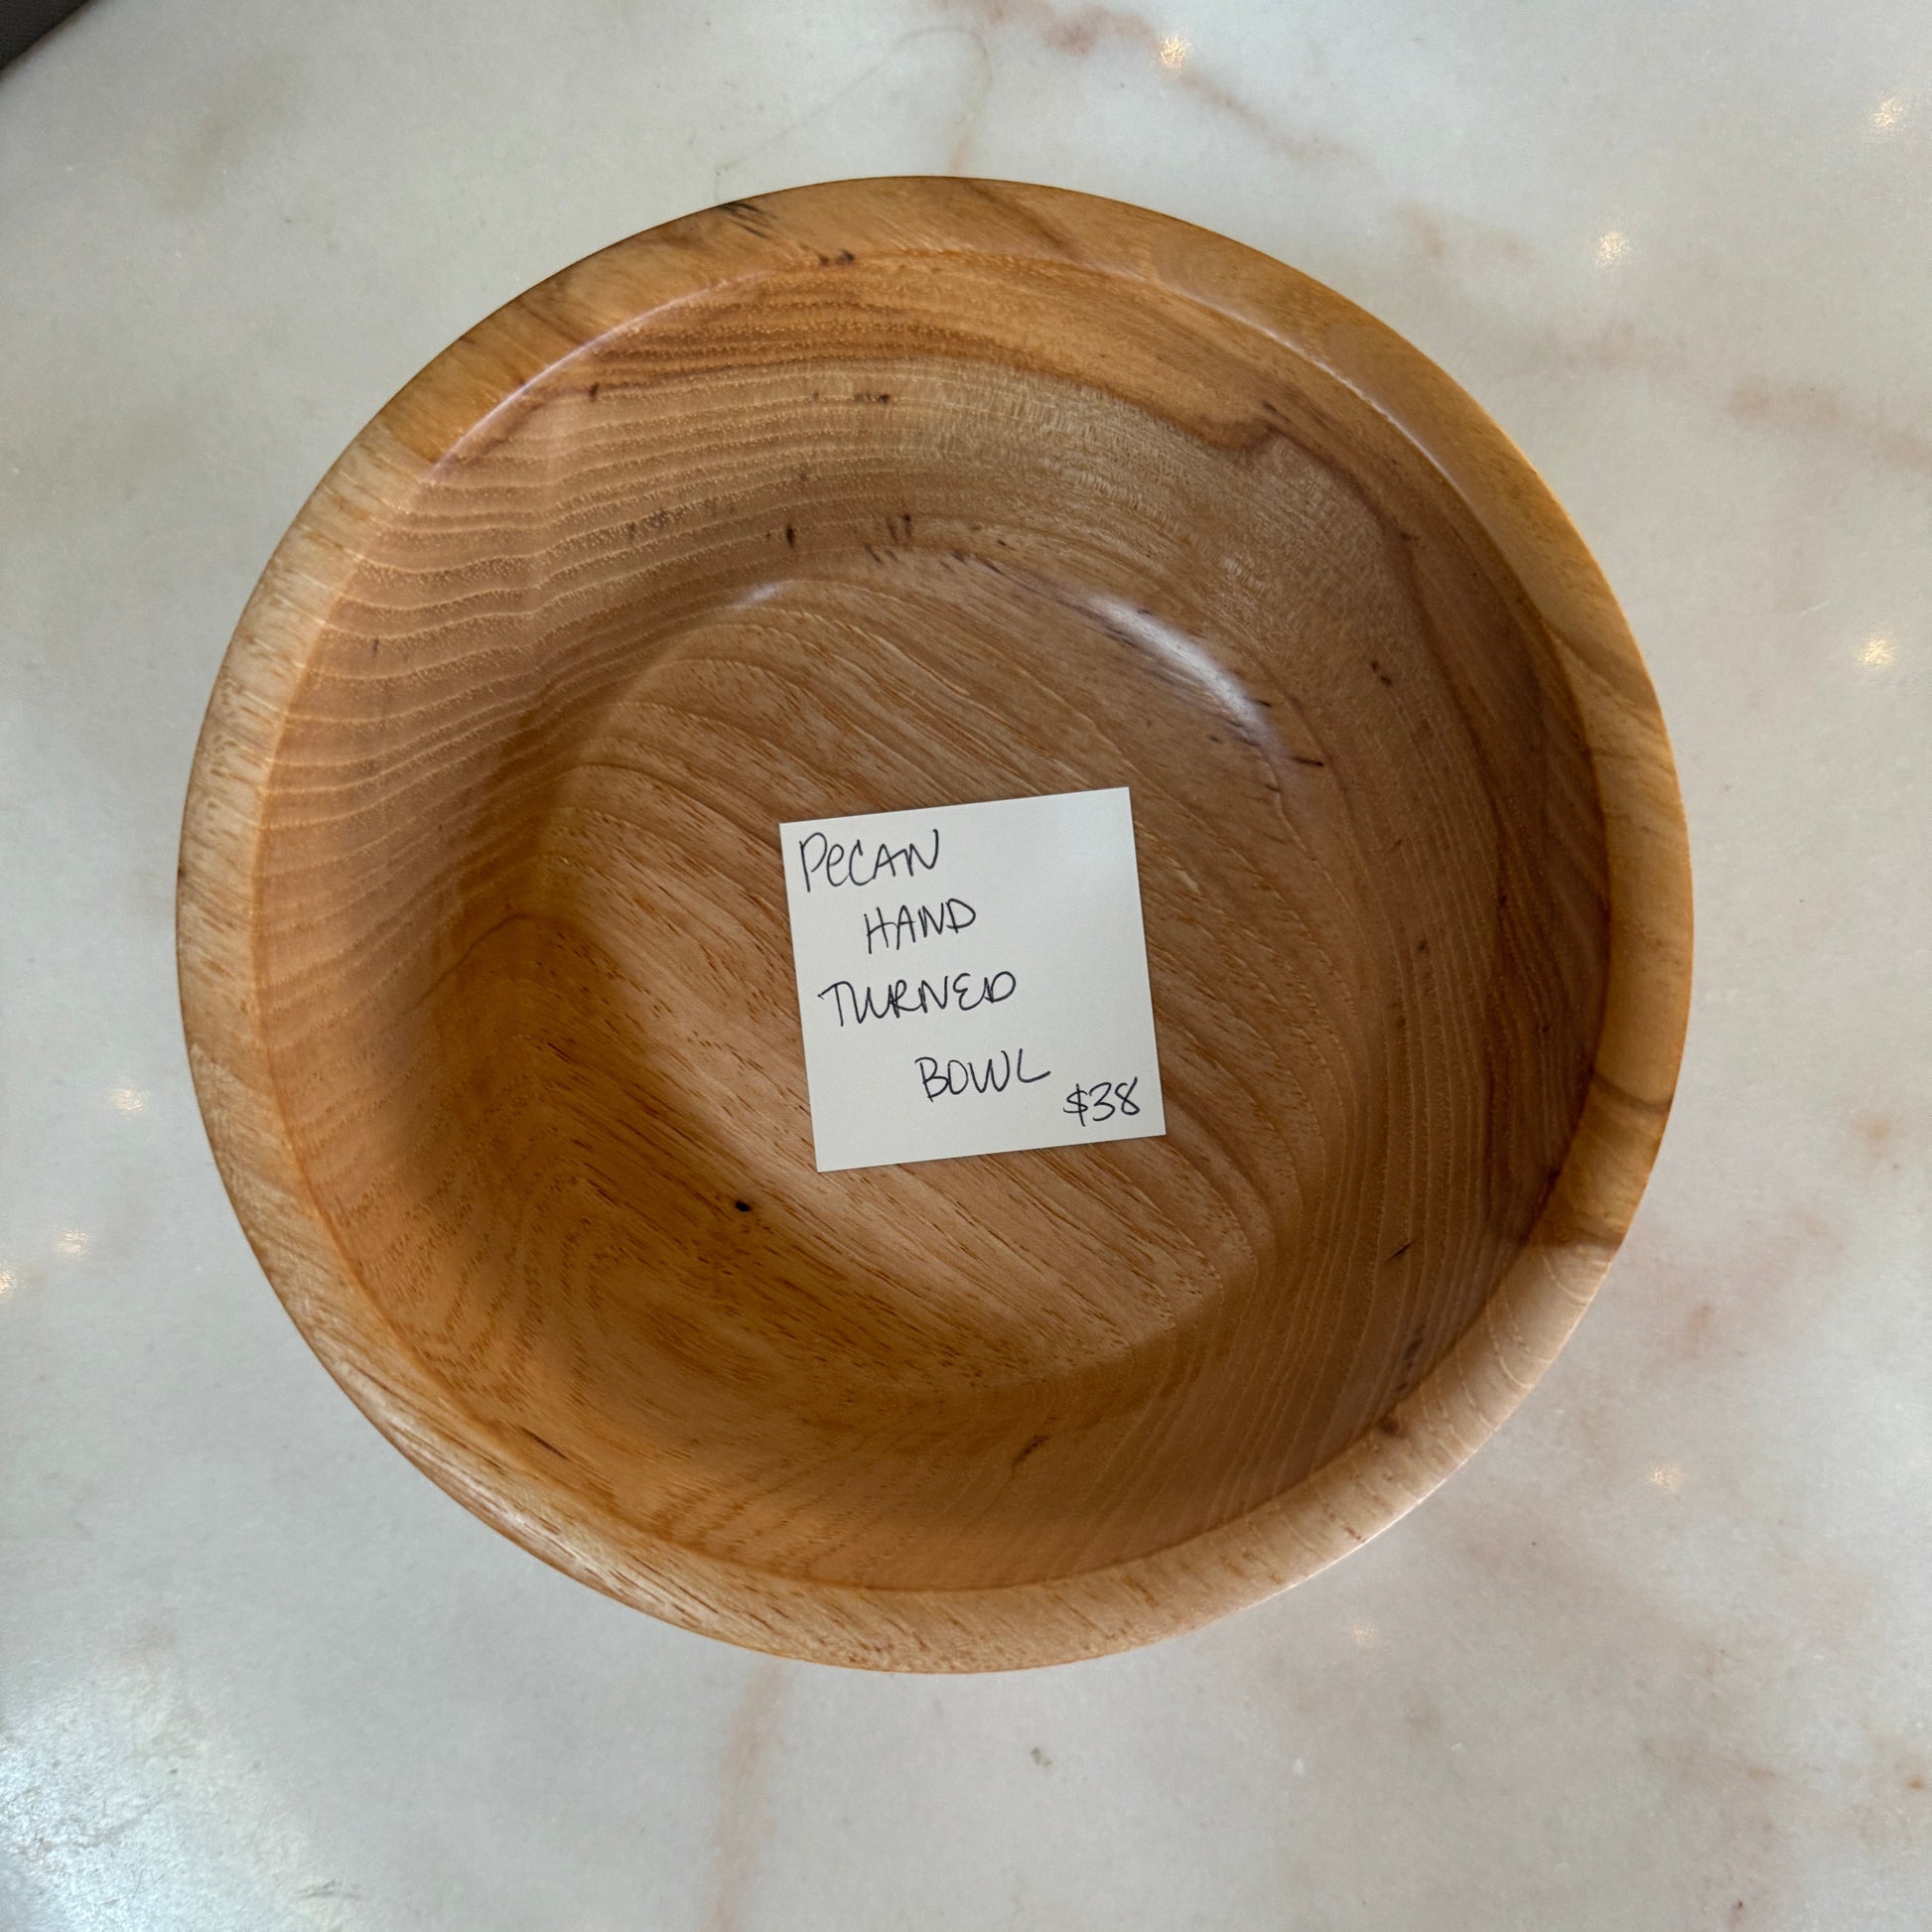 PECAN
HAND
TURNED
BOWL
$38